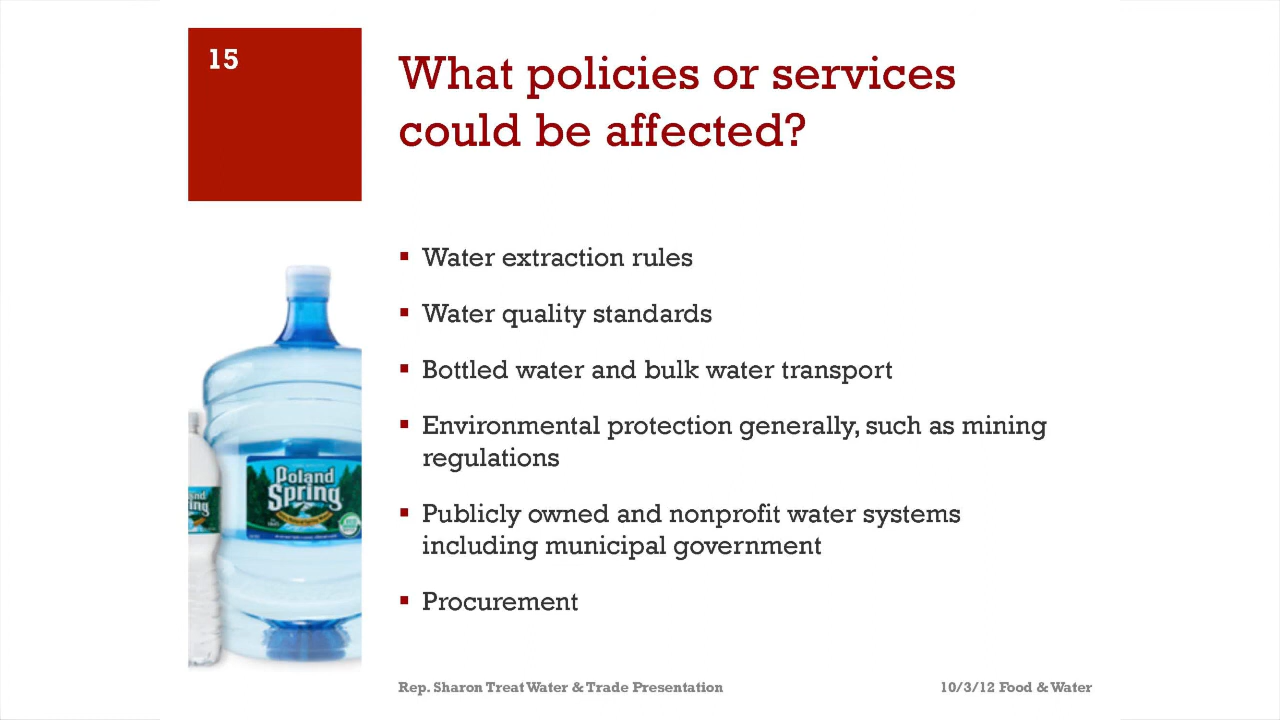 15
What policies or services
could be affected?
▪ Water extraction rules
▪ Water quality standards
▪ Bottled water and bulk water transport
▪ Environmental protection generally, such as mining
regulations
▪ Publicly owned and nonprofit water systems
including municipal government
▪ Procurement
Poland
Spring
Rep. Sharon Treat Water & Trade Presentation
10/3/12 Food & Water